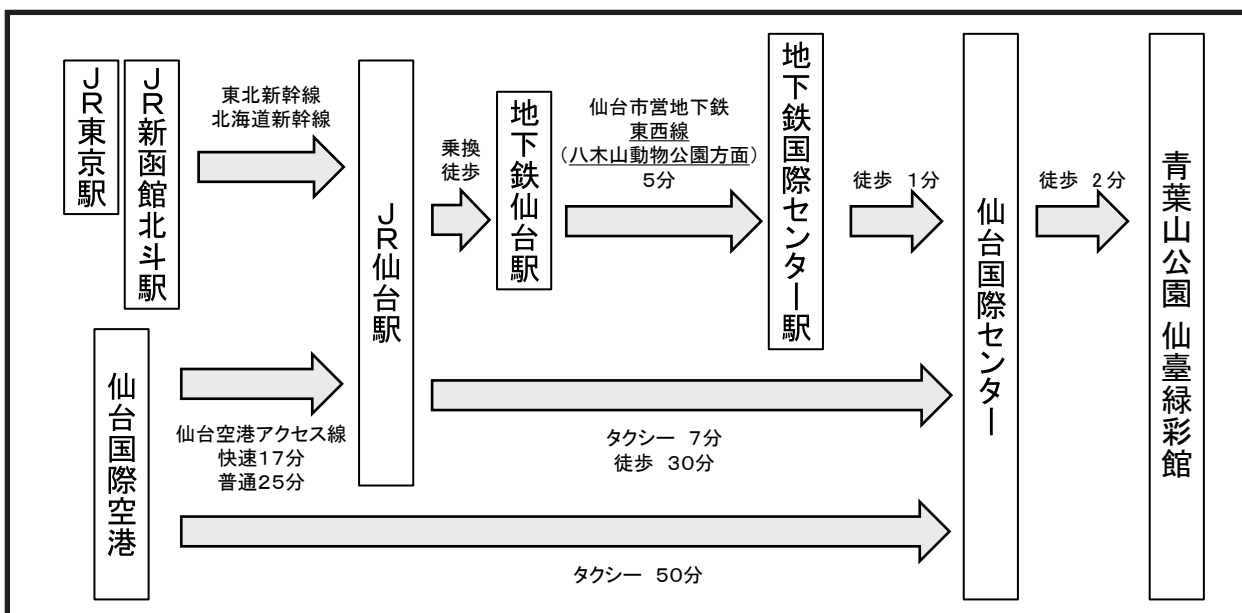 JR東京駅
JR新函館北斗駅
東北新幹線
北海道新幹線
JR仙台駅
乗換
徒歩
地下鉄仙台駅
仙台市営地下鉄
東西線
(八木山動物公園方面)
5分
地下鉄国際センター駅
徒歩 1分
仙台国際センター
徒歩 2分
青葉山公園 仙臺緑彩館
仙台国際空港
仙台空港アクセス線
快速17分
普通25分
タクシー 7分
徒歩 30分
タクシー 50分